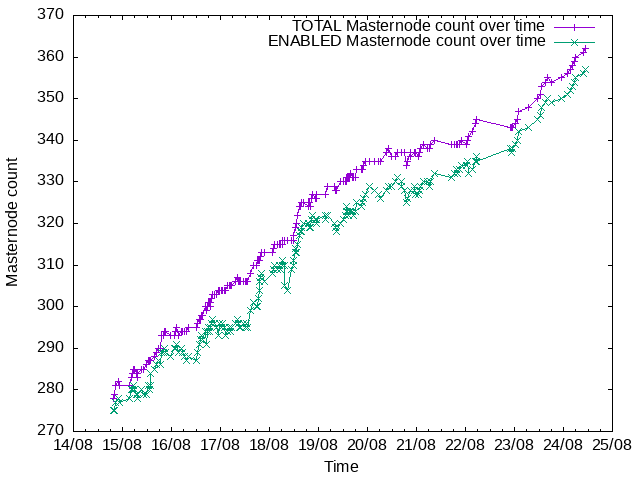 TOTAL Masternode count over time
ENABLED Masternode count over time
Masternode count
370
360
350
340
330
320
310
300
290
280
270
14/08 15/08 16/08 17/08 18/08 19/08 20/08 21/08 22/08 23/08 24/08 25/08
Time